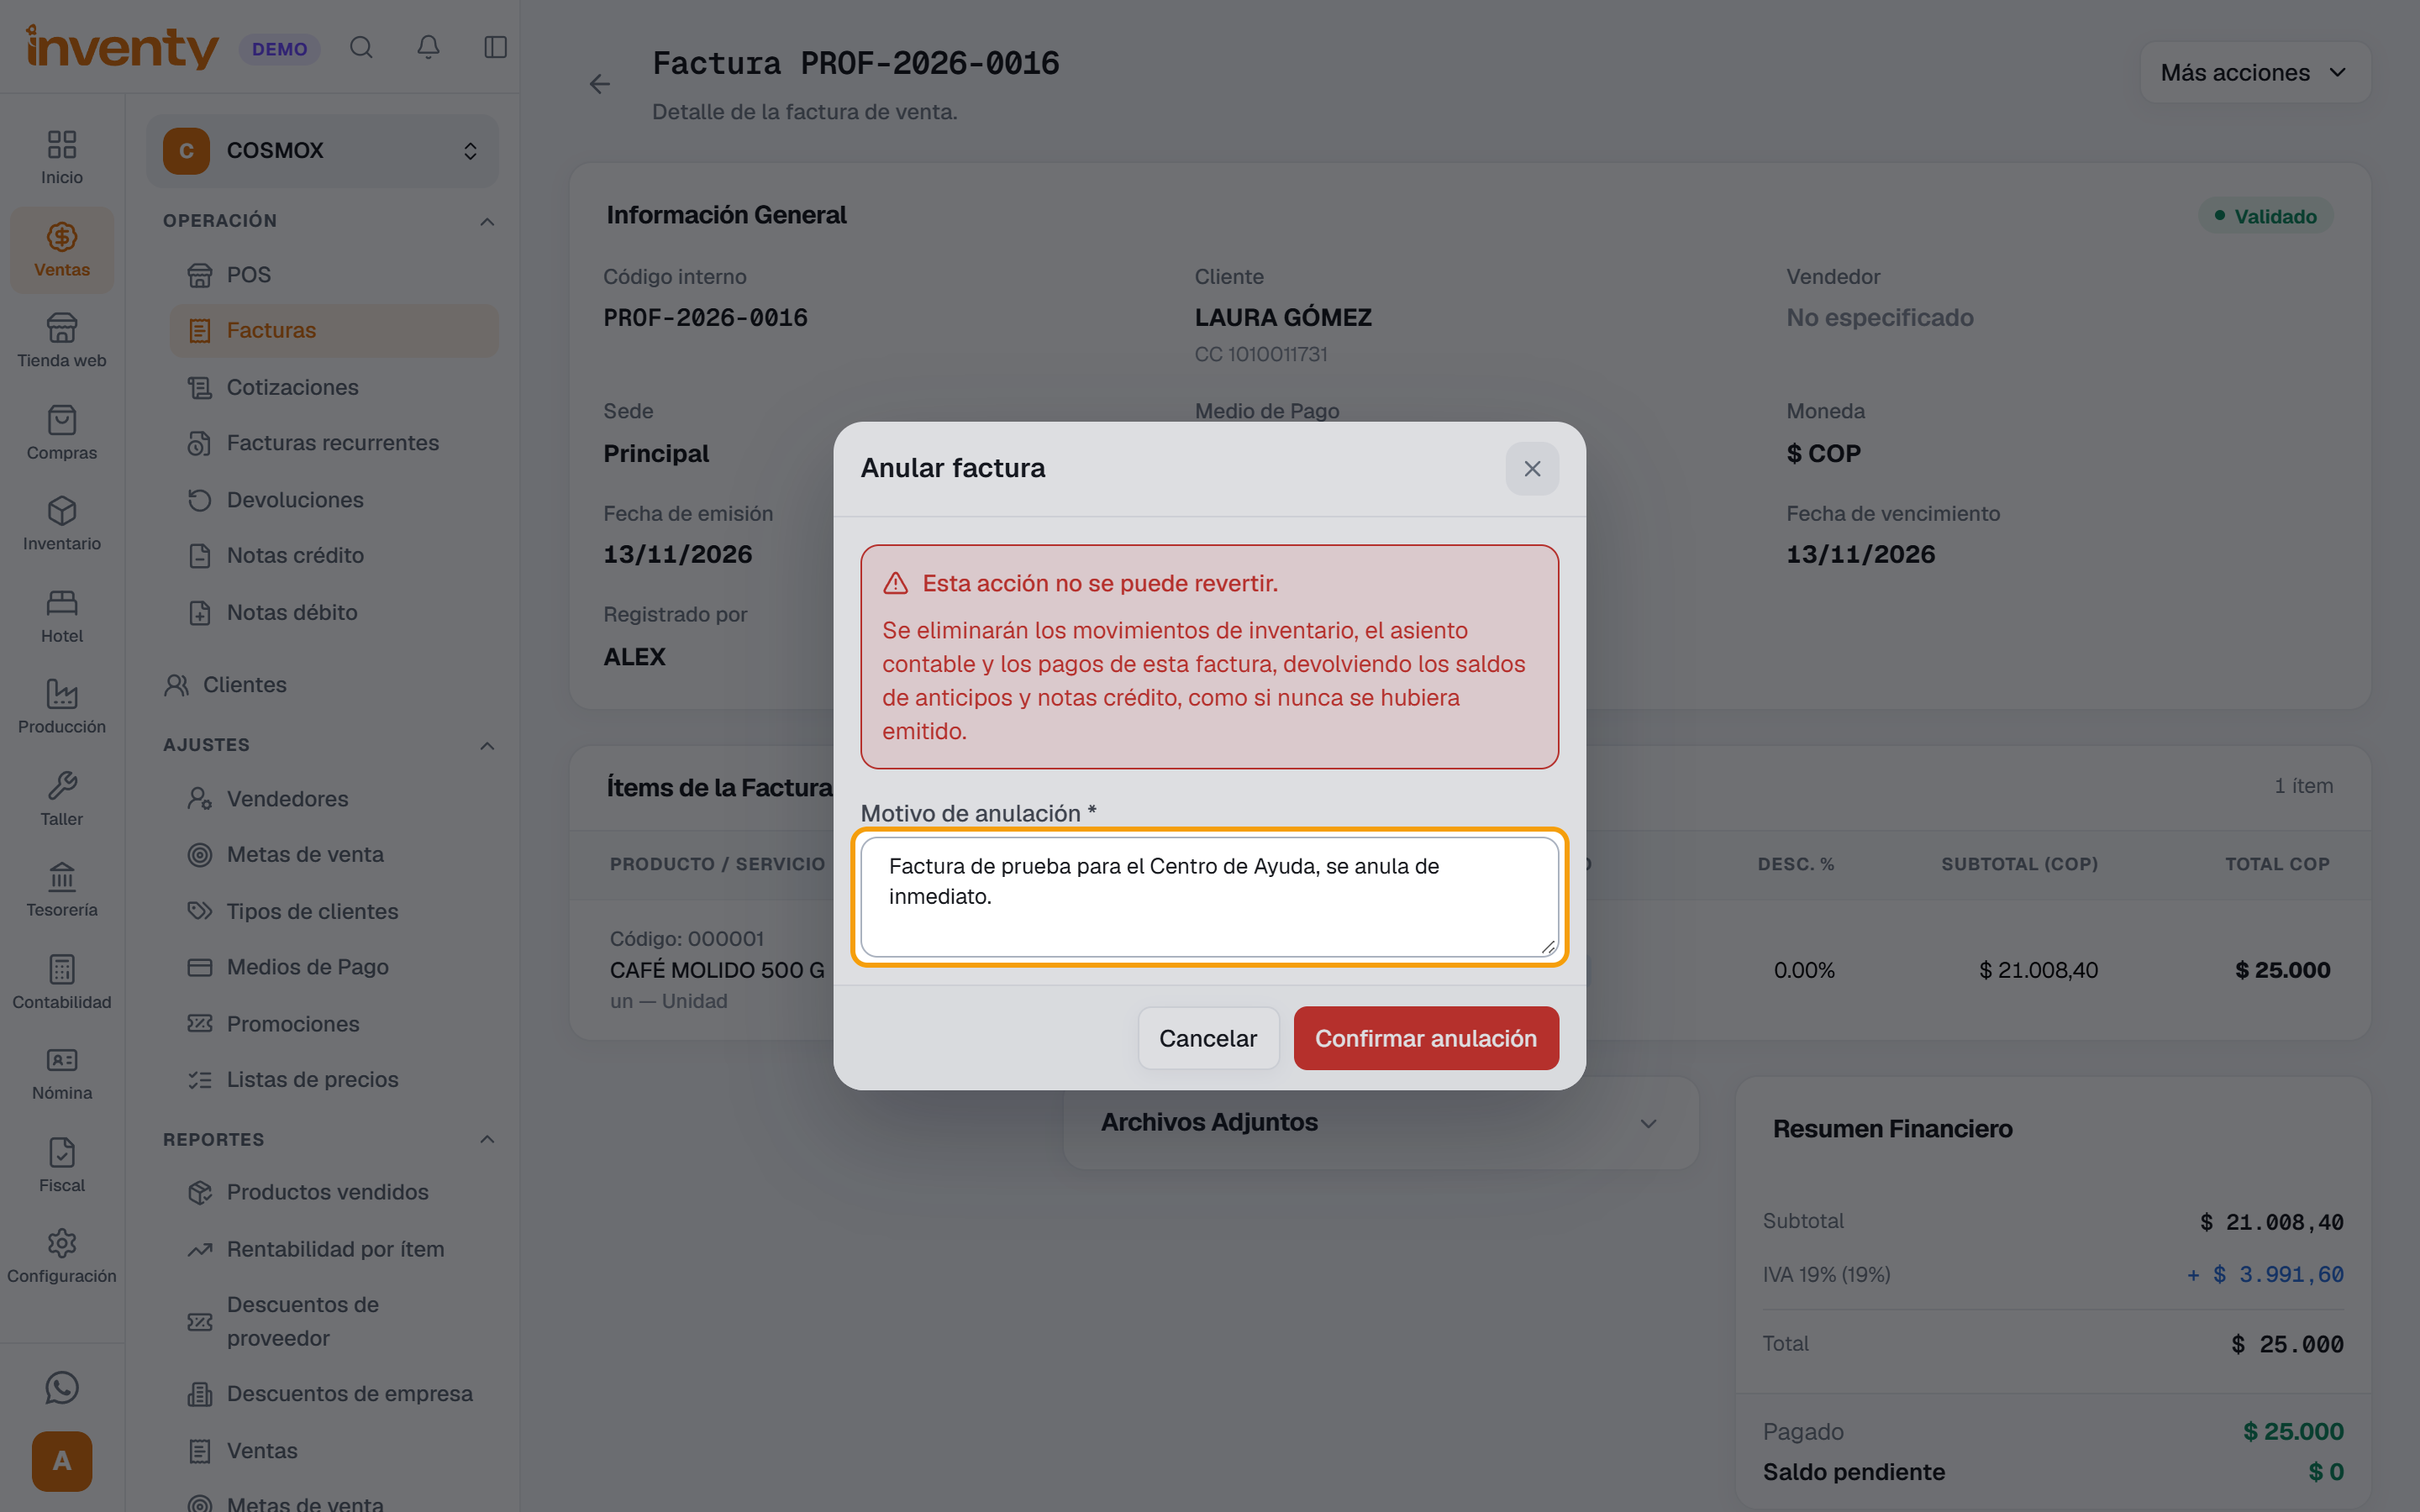 inventy
DEMO
Inicio
Ventas
Tienda web
Compras
Inventario
Hotel
Producción
Taller
Tesorería
Contabilidad
Nómina
Fiscal
Configuración
A
C
COSMOX
OPERACIÓN
POS
Facturas
Cotizaciones
Facturas recurrentes
Devoluciones
Notas crédito
Notas débito
Clientes
AJUSTES
Vendedores
Metas de venta
Tipos de clientes
Medios de Pago
Promociones
Listas de precios
REPORTES
Productos vendidos
Rentabilidad por ítem
Descuentos de
proveedor
Descuentos de empresa
Ventas
Metas de venta
Factura PROF-2026-0016
Detalle de la factura de venta.
Más acciones
Información General
Validado
Código interno
PROF-2026-0016
Cliente
LAURA GÓMEZ
CC 1010011731
Vendedor
No especificado
Sede
Principal
Medio de Pago
Moneda
$ COP
Fecha de emisión
13/11/2026
Fecha de vencimiento
13/11/2026
Registrado por
ALEX
Anular factura
Esta acción no se puede revertir.
Se eliminarán los movimientos de inventario, el asiento
contable y los pagos de esta factura, devolviendo los saldos
de anticipos y notas crédito, como si nunca se hubiera
emitido.
Motivo de anulación *
Factura de prueba para el Centro de Ayuda, se anula de
inmediato.
Cancelar
Confirmar anulación
Ítems de la Factura
1 ítem
PRODUCTO / SERVICIO
DESC. %
SUBTOTAL (COP)
TOTAL COP
Código: 000001
CAFÉ MOLIDO 500 G
un — Unidad
0.00%
$ 21.008,40
$ 25.000
Archivos Adjuntos
Resumen Financiero
Subtotal
$ 21.008,40
IVA 19% (19%)
+ $ 3.991,60
Total
$ 25.000
Pagado
$ 25.000
Saldo pendiente
$ 0